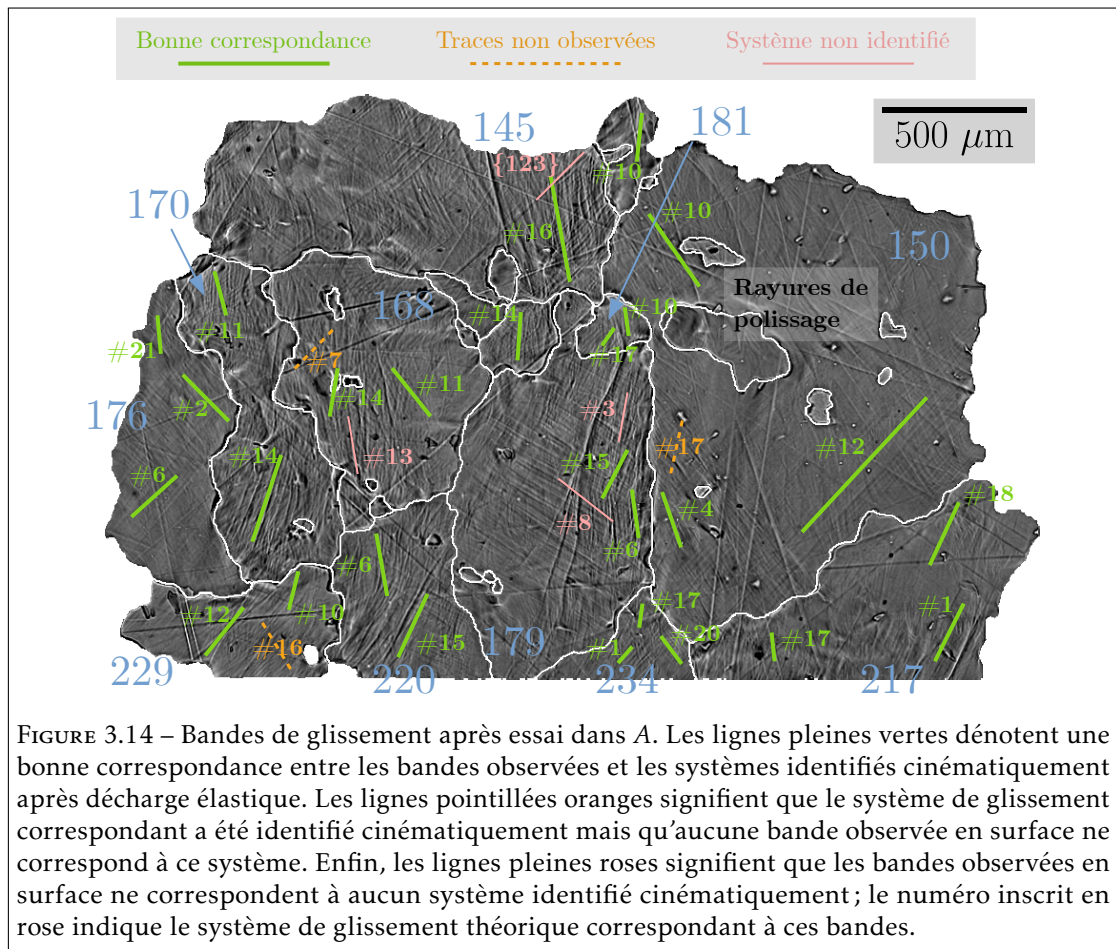 Bonne correspondance Traces non observées Système non identifié
145 181 500 µm
{123} #10
170 #10
#16 150
168 Rayures de
polissage
#14 #10
#11 #17
#21 #7
#2 #14 #11
176 #3 #17 #12
#13
#6 #14 #15
#18
#8 #4
#6 #6
#12 #10 #17 #1
#16 #15 #1 #20 #17
229 220 179 234 217
FIGURE 3.14 – Bandes de glissement après essai dans A. Les lignes pleines vertes dénotent une
bonne correspondance entre les bandes observées et les systèmes identifiés cinématiquement
après décharge élastique. Les lignes pointillées oranges signifient que le système de glissement
correspondant a été identifié cinématiquement mais qu'aucune bande observée en surface ne
correspond à ce système. Enfin, les lignes pleines roses signifient que les bandes observées en
surface ne correspondent à aucun système identifié cinématiquement ; le numéro inscrit en
rose indique le système de glissement théorique correspondant à ces bandes.